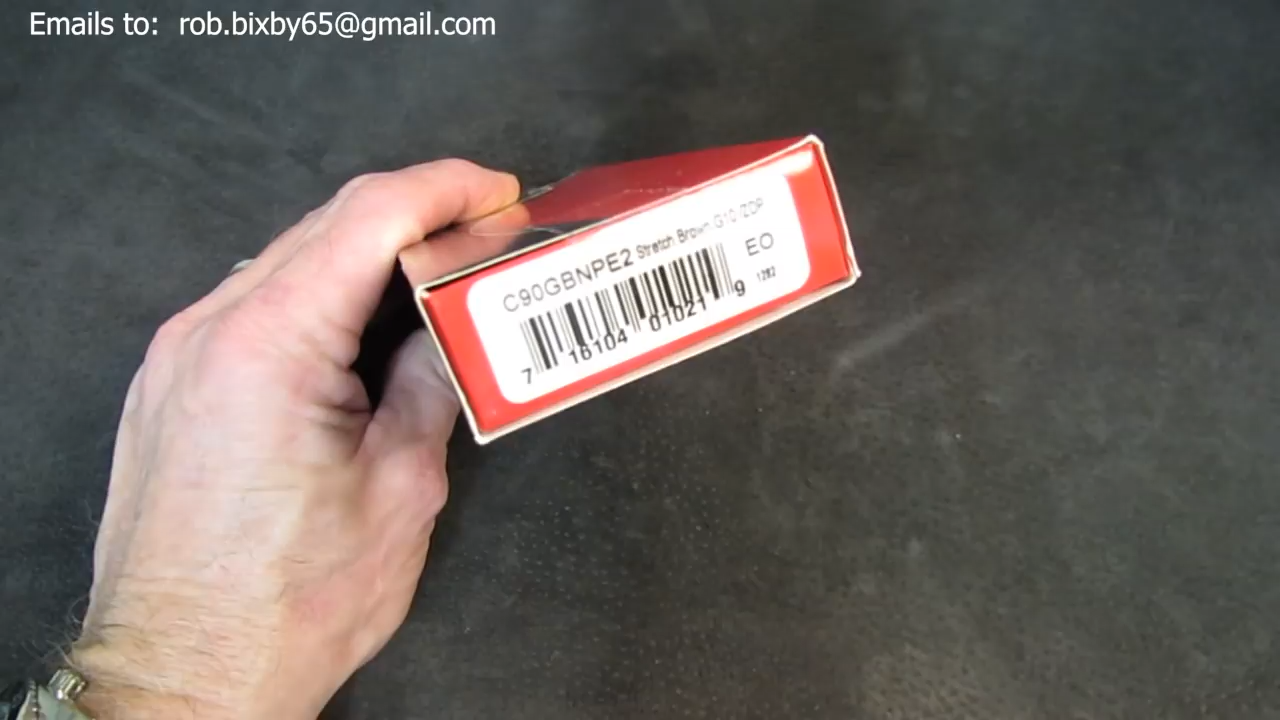 Emails to: rob.bixby65@gmail.com
C90GBNPE2 Stretch Brown G10/ZDP
EO
1282
7 16104 01021 9